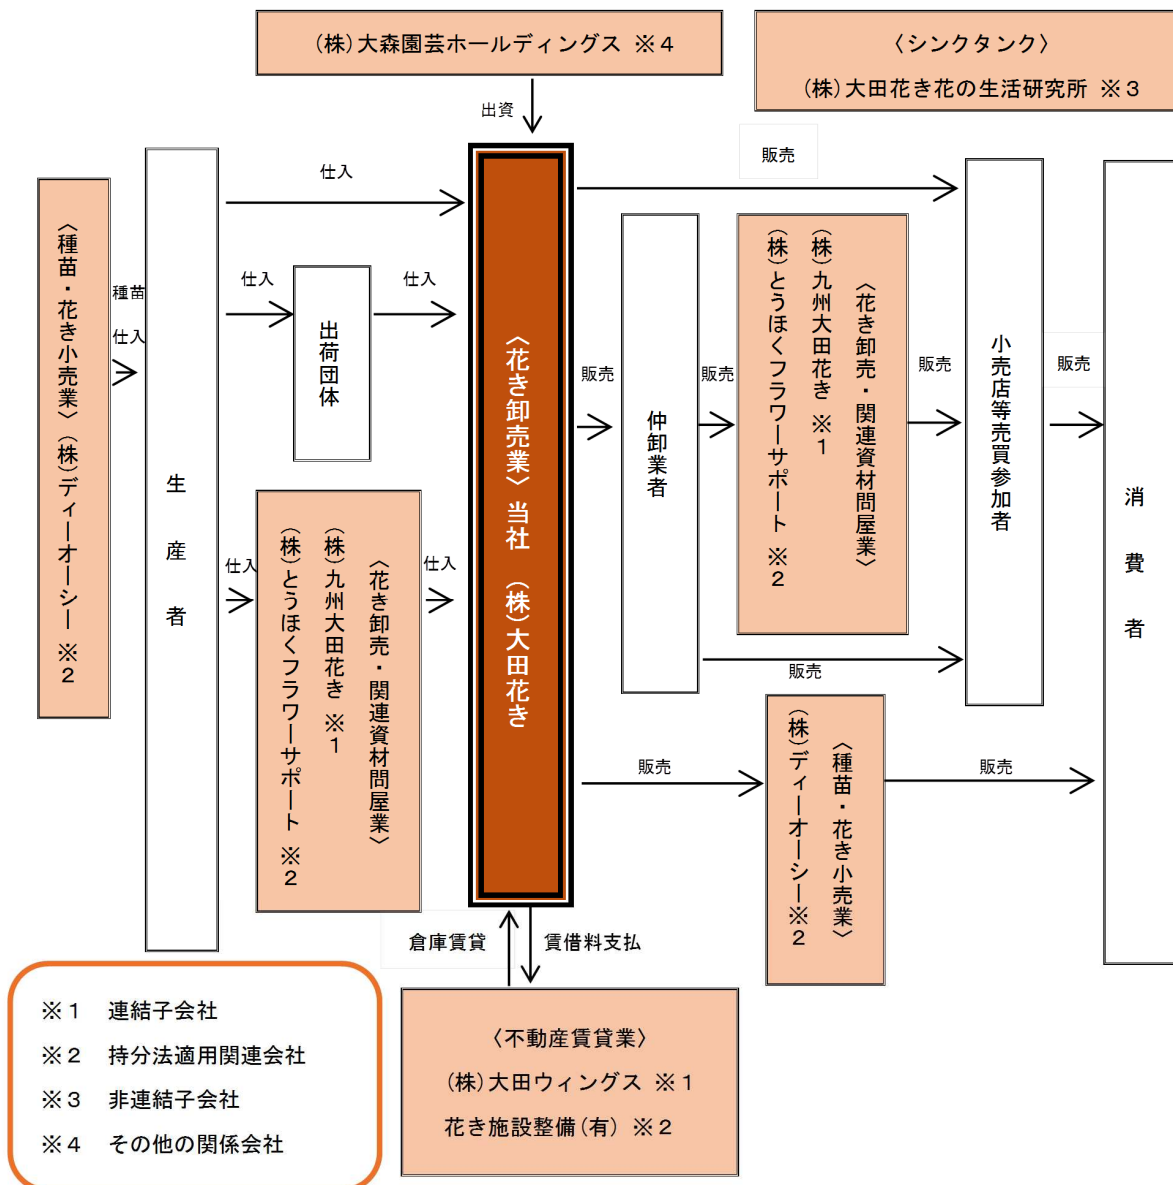 (株)大森園芸ホールディングス ※４
〈シンクタンク〉
(株)大田花き花の生活研究所 ※３
出資
販売
仕入
〈種苗・花き小売業〉(株)ディーオーシー ※２
種苗
仕入
生産者
仕入
出荷団体
仕入
仕入
〈花き卸売・関連資材問屋業〉
(株)九州大田花き ※１
(株)とうほくフラワーサポート ※２
仕入
〈花き卸売業〉当社 (株)大田花き
販売
仲卸業者
販売
〈花き卸売・関連資材問屋業〉
(株)九州大田花き ※１
(株)とうほくフラワーサポート ※２
販売
小売店等売買参加者
販売
消費者
販売
販売
〈種苗・花き小売業〉
(株)ディーオーシー※２
販売
倉庫賃貸
賃借料支払
〈不動産賃貸業〉
(株)大田ウィングス ※１
花き施設整備(有) ※２
※１ 連結子会社
※２ 持分法適用関連会社
※３ 非連結子会社
※４ その他の関係会社